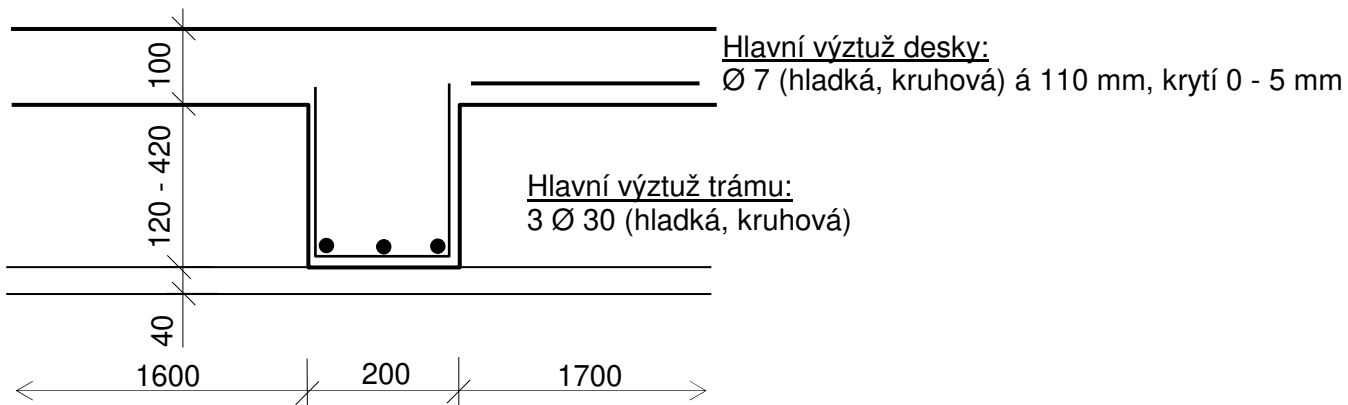 100
120 - 420
40
1600
200
1700
Hlavní výztuž desky:
Ø 7 (hladká, kruhová) á 110 mm, krytí 0 - 5 mm
Hlavní výztuž trámu:
3 Ø 30 (hladká, kruhová)